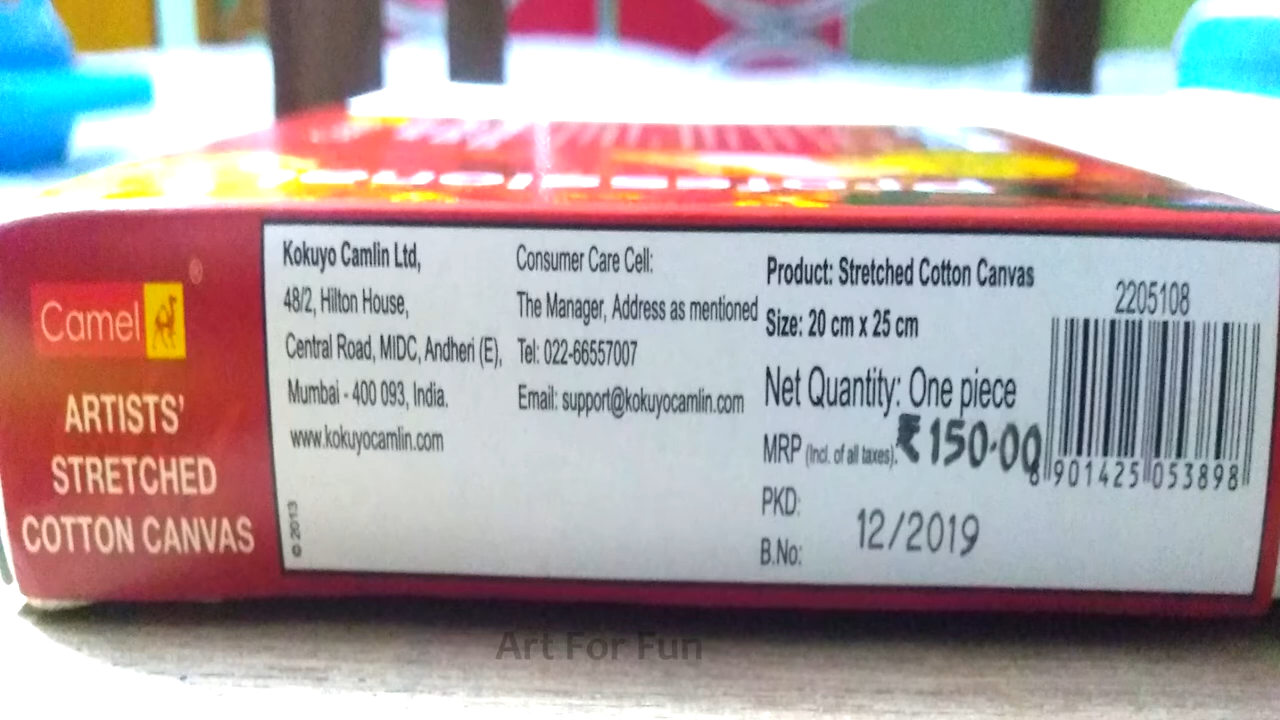 Camel
®
ARTISTS'
STRETCHED
COTTON CANVAS
Kokuyo Camlin Ltd,
48/2, Hilton House,
Central Road, MIDC, Andheri (E),
Mumbai - 400 093, India.
www.kokuyocamlin.com
© 2013
Consumer Care Cell:
The Manager, Address as mentioned
Tel: 022-66557007
Email: support@kokuyocamlin.com
Product: Stretched Cotton Canvas
Size: 20 cm x 25 cm
Net Quantity: One piece
MRP (Incl. of all taxes). ₹150.00
PKD:
12/2019
B.No:
2205108
8 901425 053898
Art For Fun